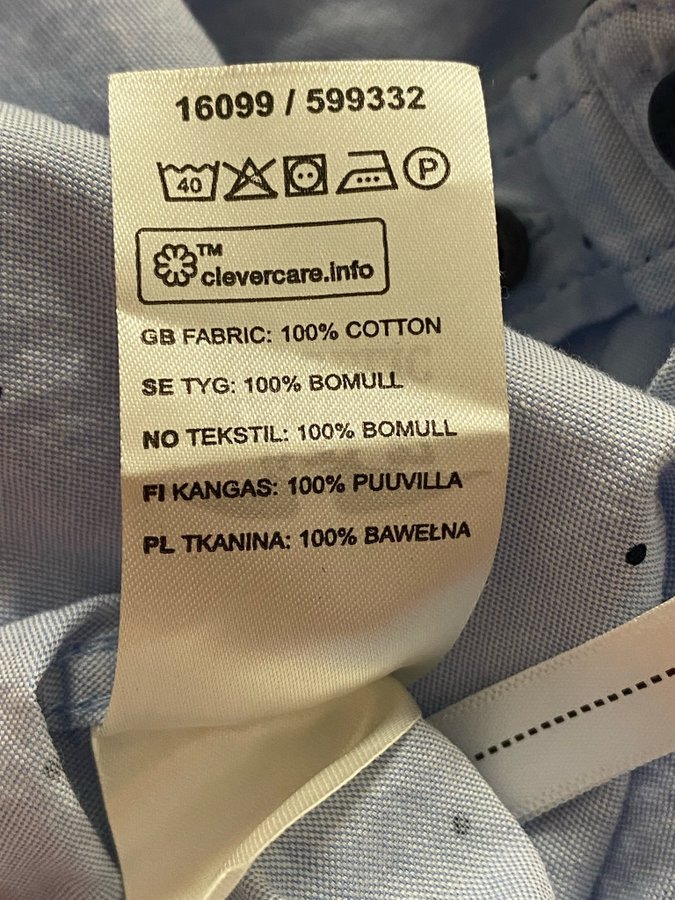 16099 / 599332
40 P
TM
clevercare.info
GB FABRIC: 100% COTTON
SE TYG: 100% BOMULL
NO TEKSTIL: 100% BOMULL
FI KANGAS: 100% PUUVILLA
PL TKANINA: 100% BAWEŁNA